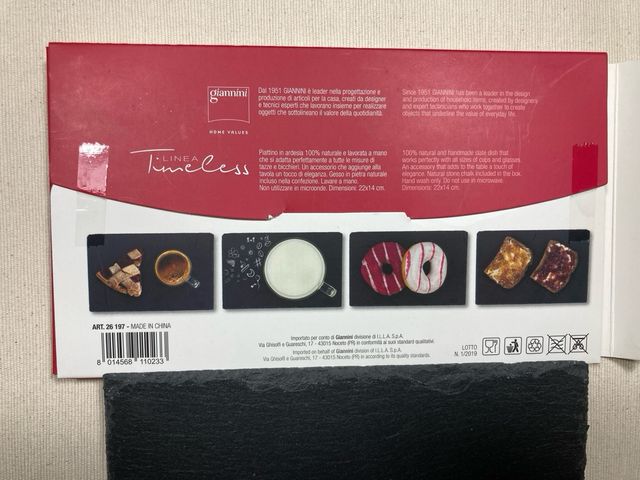 giannini
HOME VALUES
Dal 1951 GIANNINI è leader nella progettazione e
produzione di articoli per la casa, creati da designer
e tecnici esperti che lavorano insieme per realizzare
oggetti che sottolineano il valore della quotidianità.
Since 1951 GIANNINI has been a leader in the design
and production of household items, created by designers
and expert technicians who work together to create
objects that underline the value of everyday life.
LINEA
Timeless
Piattino in ardesia 100% naturale e lavorata a mano
che si adatta perfettamente a tutte le misure di
tazze e bicchieri. Un accessorio che aggiunge alla
tavola un tocco di eleganza. Gesso in pietra naturale
incluso nella confezione. Lavare a mano.
Non utilizzare in microonde. Dimensioni: 22x14 cm.
100% natural and handmade slate dish that
works perfectly with all sizes of cups and glasses.
An accessory that adds to the table a touch of
elegance. Natural stone chalk included in the box.
Hand wash only. Do not use in microwave.
Dimensions: 22x14 cm.
ART. 26 197 - MADE IN CHINA
8 014568 110233
Importato per conto di Giannini divisione di I.L.L.A. S.p.A.
Via Ghisolfi e Guareschi, 17 - 43015 Noceto (PR) in conformità ai suoi standard qualitativi.
Imported on behalf of Giannini division of I.L.L.A. S.p.A.
Via Ghisolfi e Guareschi, 17 - 43015 Noceto (PR) in according to its quality standards.
LOTTO
N. 1/2019